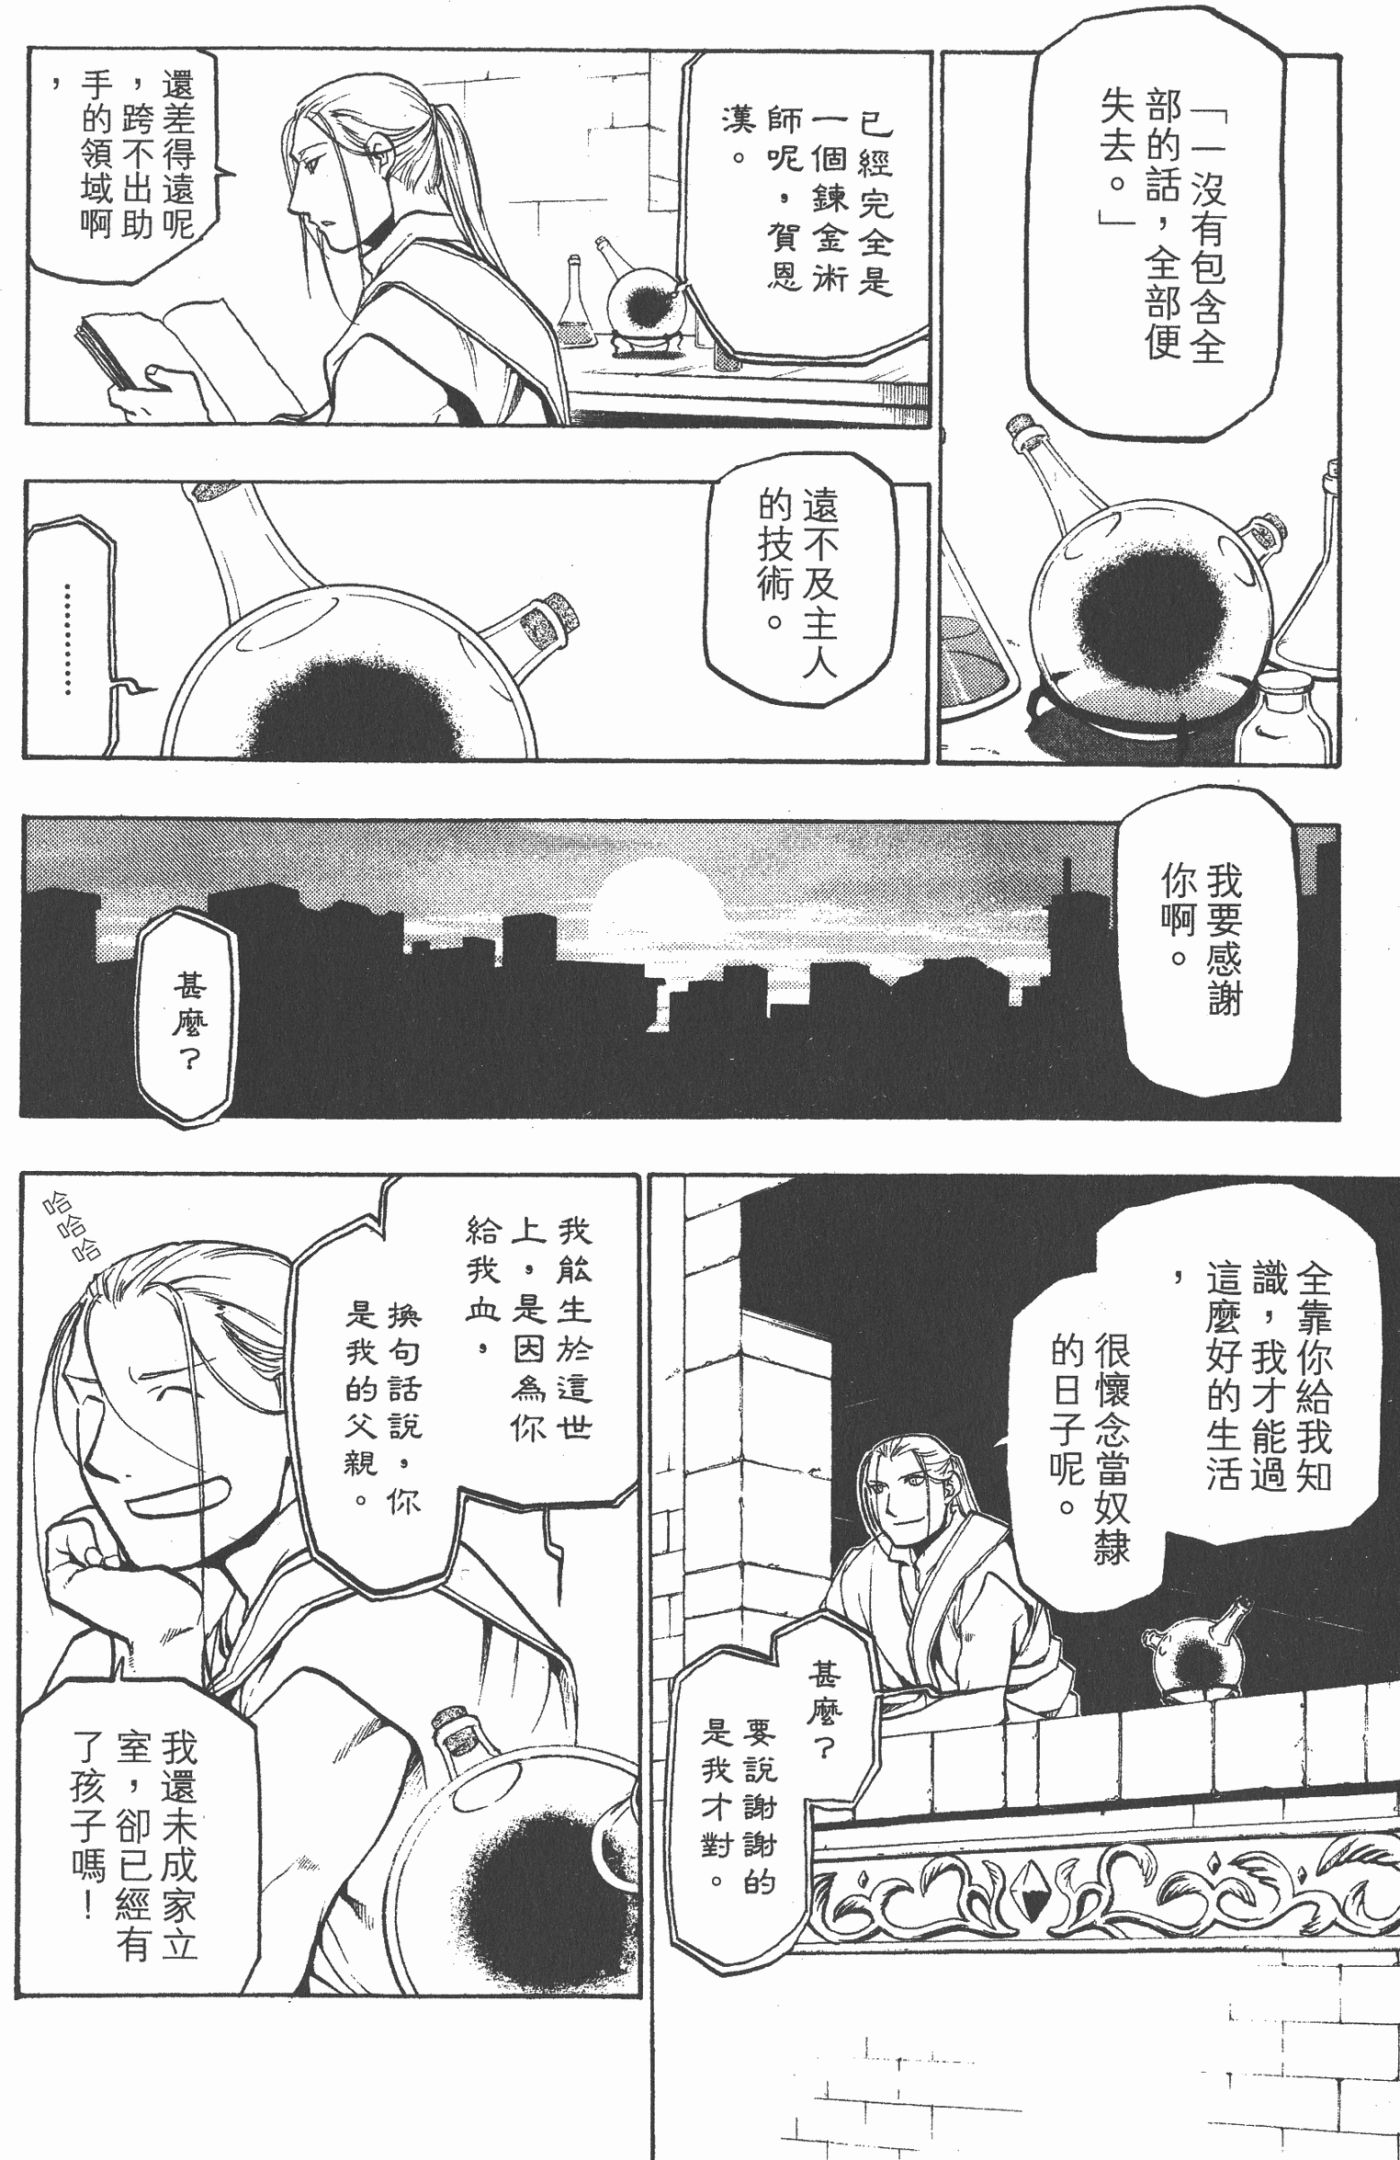 「一沒有包含全
部的話，全部便
失去。」
已經完全是
一個鍊金術
師呢，賀恩
漢。
還差得遠呢
，跨不出助
手的領域啊
，
遠不及主人
的技術。
………
我要感謝
你啊。
甚麼？
全靠你給我知
識，我才能過
這麼好的生活
，
很懷念當奴隸
的日子呢。
甚麼？
要說謝謝的
是我才對。
我能生於這世
上，是因為你
給我血，
換句話說，你
是我的父親。
哈
哈
哈
我還未成家立
室，卻已經有
了孩子嗎！